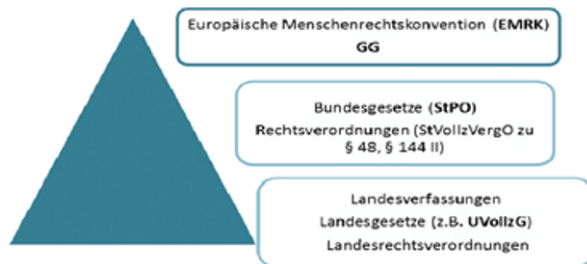 Europäische Menschenrechtskonvention (EMRK)
GG
Bundesgesetze (StPO)
Rechtsverordnungen (StVollzVergO zu
§ 48, § 144 II)
Landesverfassungen
Landesgesetze (z.B. UVollzG)
Landesrechtsverordnungen